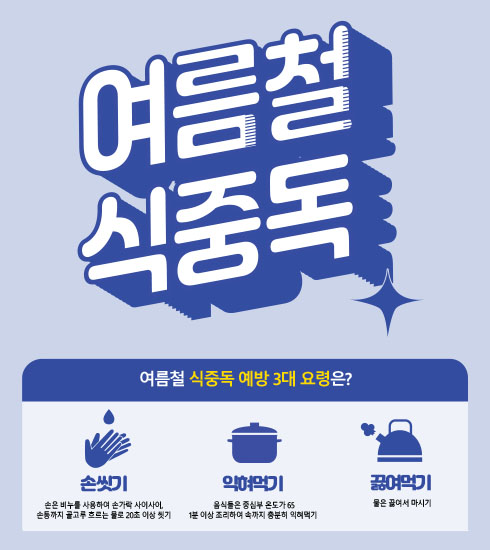 여름철
식중독
여름철 식중독 예방 3대 요령은?
손씻기
손은 비누를 사용하여 손가락 사이사이,
손등까지 골고루 흐르는 물로 20초 이상 씻기
익혀먹기
음식물은 중심부 온도가 65
1분 이상 조리하여 속까지 충분히 익혀먹기
끓여먹기
물은 끓여서 마시기